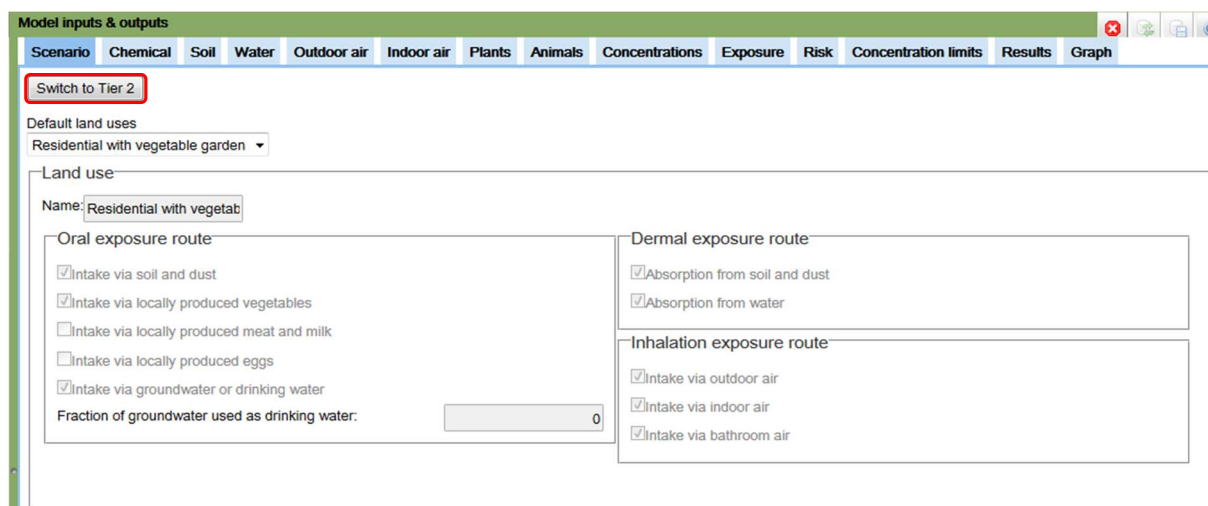 Model inputs & outputs
Scenario Chemical Soil Water Outdoor air Indoor air Plants Animals Concentrations Exposure Risk Concentration limits Results Graph
Switch to Tier 2
Default land uses
Residential with vegetable garden
Land use
Name: Residential with vegetab
Oral exposure route
Intake via soil and dust
Intake via locally produced vegetables
Intake via locally produced meat and milk
Intake via locally produced eggs
Intake via groundwater or drinking water
Fraction of groundwater used as drinking water: 0
Dermal exposure route
Absorption from soil and dust
Absorption from water
Inhalation exposure route
Intake via outdoor air
Intake via indoor air
Intake via bathroom air